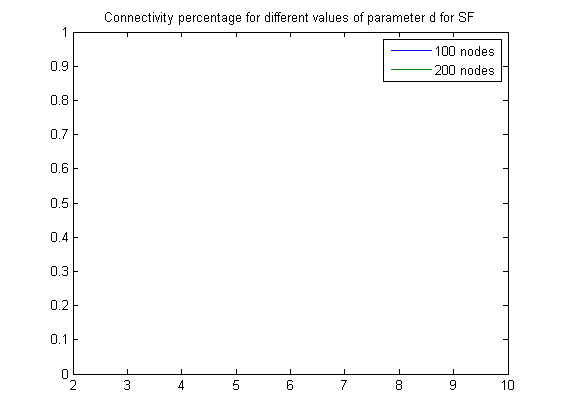 Connectivity percentage for different values of parameter d for SF
1
0.9
0.8
0.7
0.6
0.5
0.4
0.3
0.2
0.1
0
2 3 4 5 6 7 8 9 10
100 nodes
200 nodes